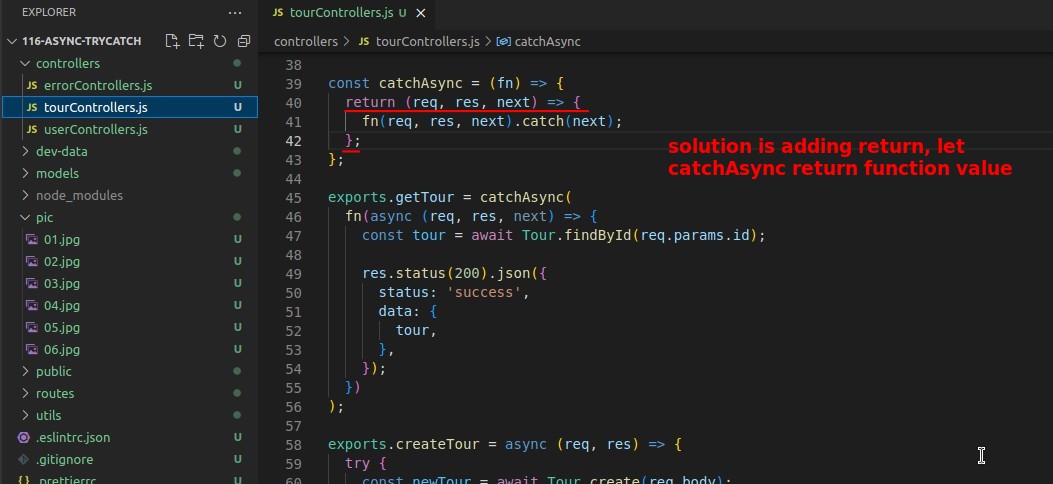 EXPLORER
116-ASYNC-TRYCATCH
controllers
JS errorControllers.js U
JS tourControllers.js U
JS userControllers.js U
dev-data
models
node_modules
pic
01.jpg U
02.jpg U
03.jpg U
04.jpg U
05.jpg U
06.jpg U
public
routes
utils
.eslintrc.json U
.gitignore U
{} .prettierrc U
JS tourControllers.js U
controllers > JS tourControllers.js > catchAsync
38
39 const catchAsync = (fn) => {
40 return (req, res, next) => {
41 fn(req, res, next).catch(next);
42 };
43 };
44
45 exports.getTour = catchAsync(
46 fn(async (req, res, next) => {
47 const tour = await Tour.findById(req.params.id);
48
49 res.status(200).json({
50 status: 'success',
51 data: {
52 tour,
53 },
54 });
55 })
56 );
57
58 exports.createTour = async (req, res) => {
59 try {
60 const newTour = await Tour.create(req.body);
solution is adding return, let
catchAsync return function value